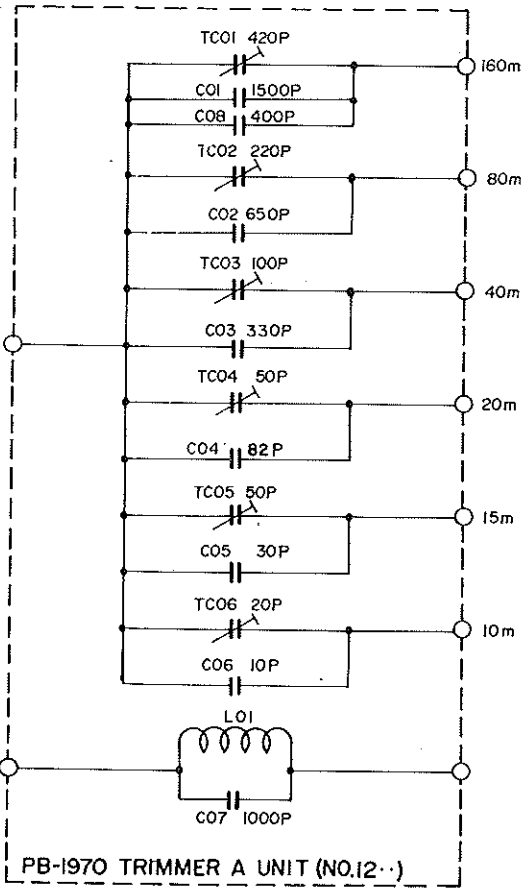 TC01 420P
160m
C01 1500P
C08 400P
TC02 220P
80m
C02 650P
TC03 100P
40m
C03 330P
TC04 50P
20m
C04 82P
TC05 50P
15m
C05 30P
TC06 20P
10m
C06 10P
L01
C07 1000P
PB-1970 TRIMMER A UNIT (NO.12··)